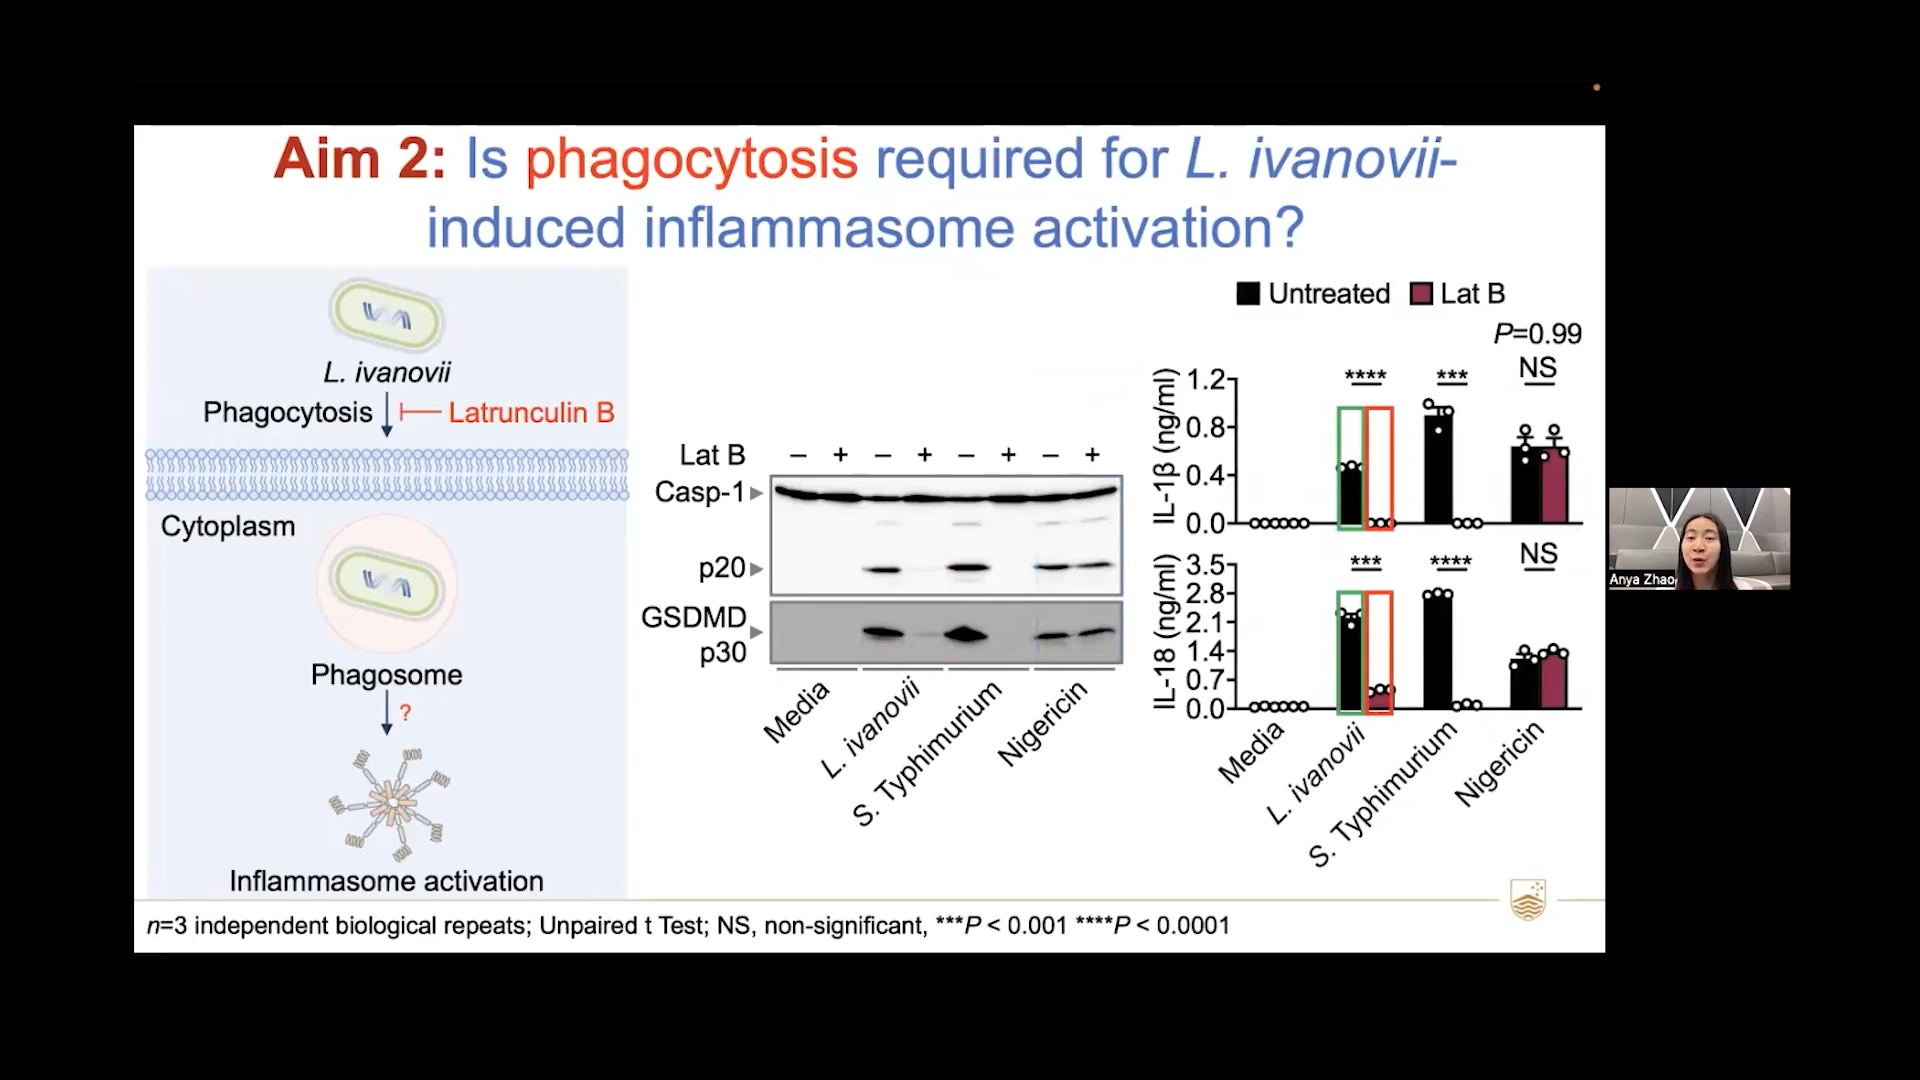 Aim 2: Is phagocytosis required for L. ivanovii-
induced inflammasome activation?
L. ivanovii
Phagocytosis
Latrunculin B
Cytoplasm
Phagosome
?
Inflammasome activation
Lat B – + – + – + – +
Casp-1
p20
GSDMD
p30
Media
L. ivanovii
S. Typhimurium
Nigericin
Untreated Lat B
P=0.99
**** *** NS
IL-1β (ng/ml)
1.2
0.8
0.4
0.0
*** **** NS
IL-18 (ng/ml)
3.5
2.8
2.1
1.4
0.7
0.0
Media
L. ivanovii
S. Typhimurium
Nigericin
n=3 independent biological repeats; Unpaired t Test; NS, non-significant, ***P < 0.001 ****P < 0.0001
Anya Zhao